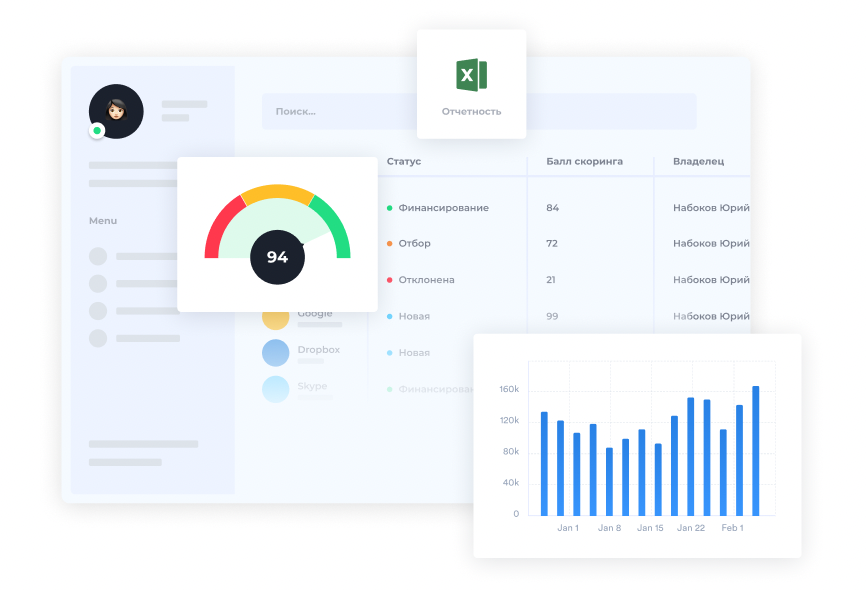 X
Отчетность
Поиск...
Menu
94
Статус
Балл скоринга
Владелец
Финансирование
84
Набоков Юрий
Отбор
72
Набоков Юрий
Отклонена
21
Набоков Юрий
Google
Новая
99
Набоков Юрий
Dropbox
Новая
Skype
Финансирован
160k
120k
80k
40k
0
Jan 1
Jan 8
Jan 15
Jan 22
Feb 1